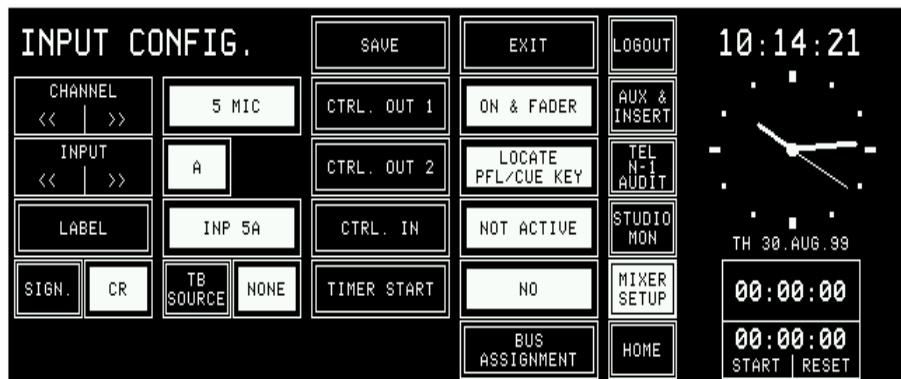 INPUT CONFIG.
SAVE
EXIT
LOGOUT
10:14:21
CHANNEL
<< | >>
5 MIC
CTRL. OUT 1
ON & FADER
AUX &
INSERT
INPUT
<< | >>
A
CTRL. OUT 2
LOCATE
PFL/CUE KEY
TEL
N-1
AUDIT
LABEL
INP 5A
CTRL. IN
NOT ACTIVE
STUDIO
MON
TH 30.AUG.99
SIGN.
CR
TB
SOURCE
NONE
TIMER START
NO
MIXER
SETUP
00:00:00
BUS
ASSIGNMENT
HOME
00:00:00
START | RESET